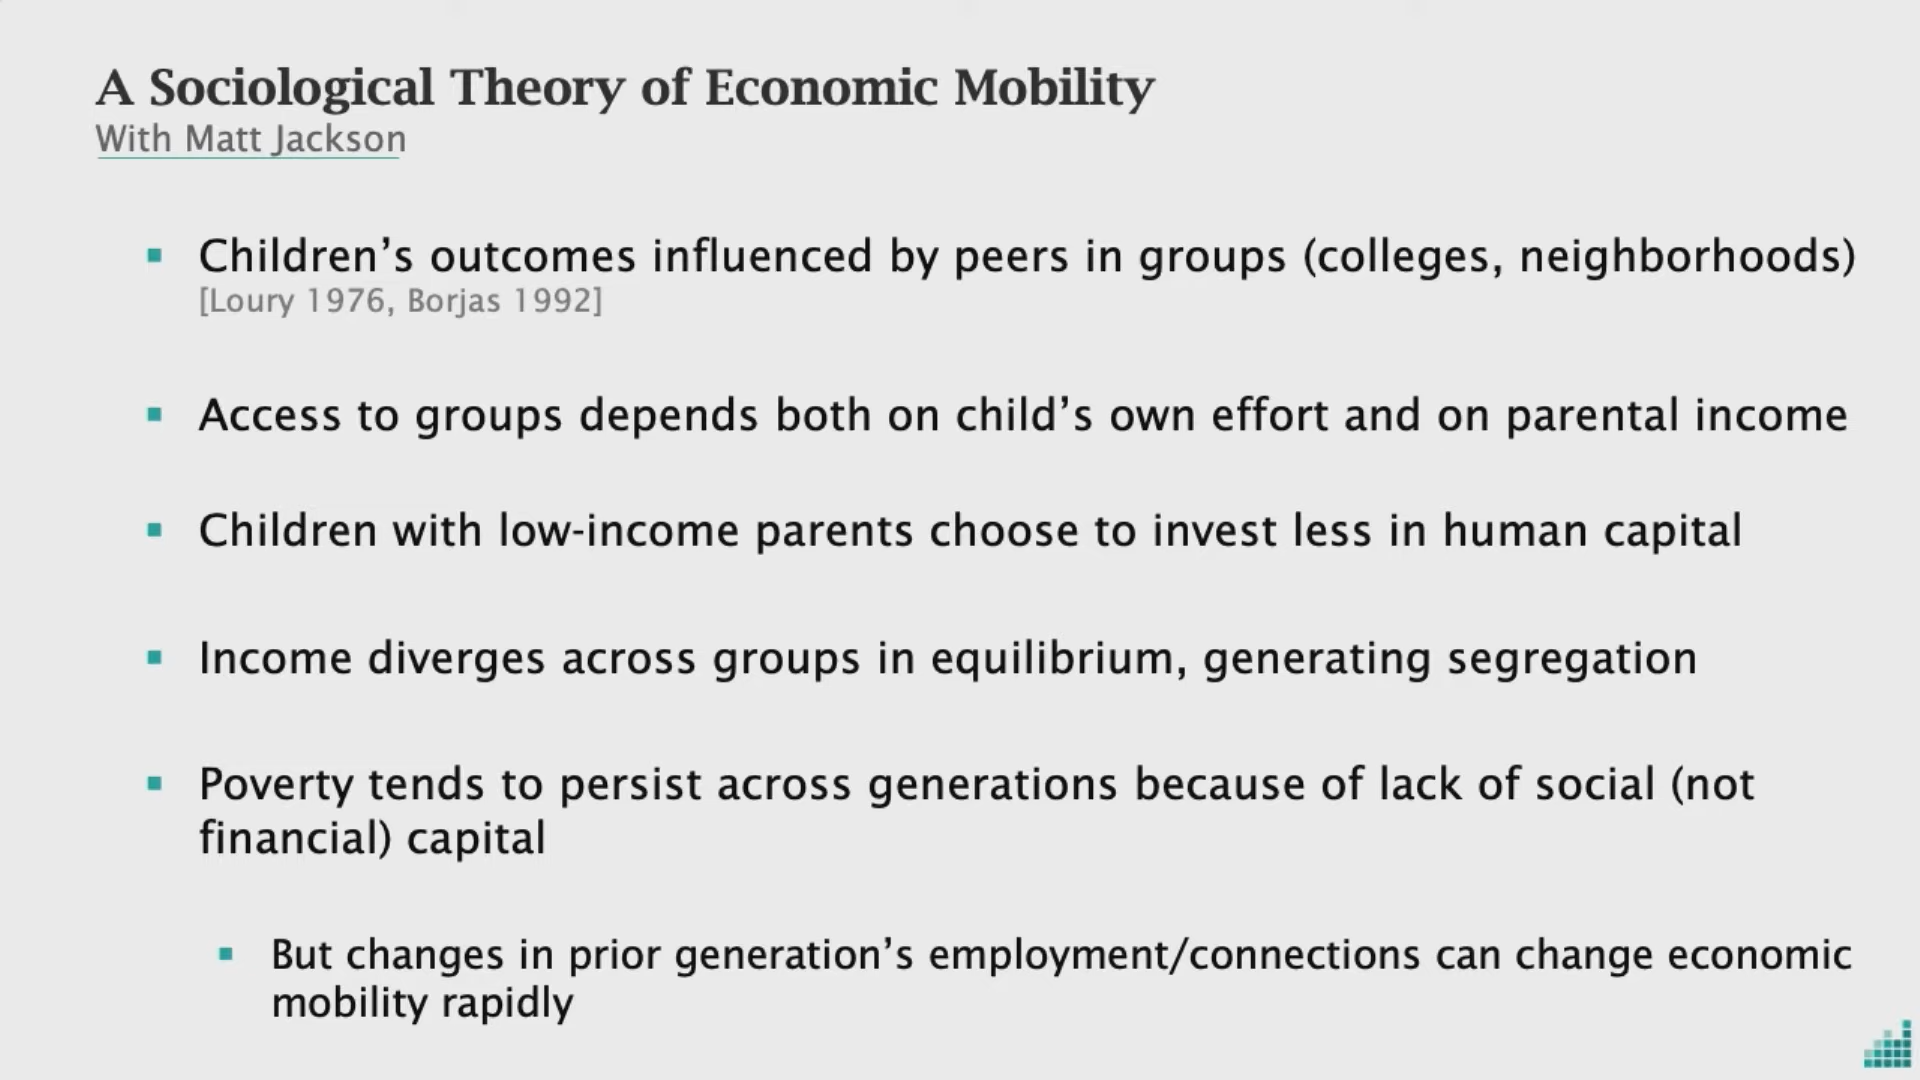 A Sociological Theory of Economic Mobility
With Matt Jackson
Children’s outcomes influenced by peers in groups (colleges, neighborhoods)
[Loury 1976, Borjas 1992]
Access to groups depends both on child’s own effort and on parental income
Children with low-income parents choose to invest less in human capital
Income diverges across groups in equilibrium, generating segregation
Poverty tends to persist across generations because of lack of social (not
financial) capital
But changes in prior generation’s employment/connections can change economic
mobility rapidly